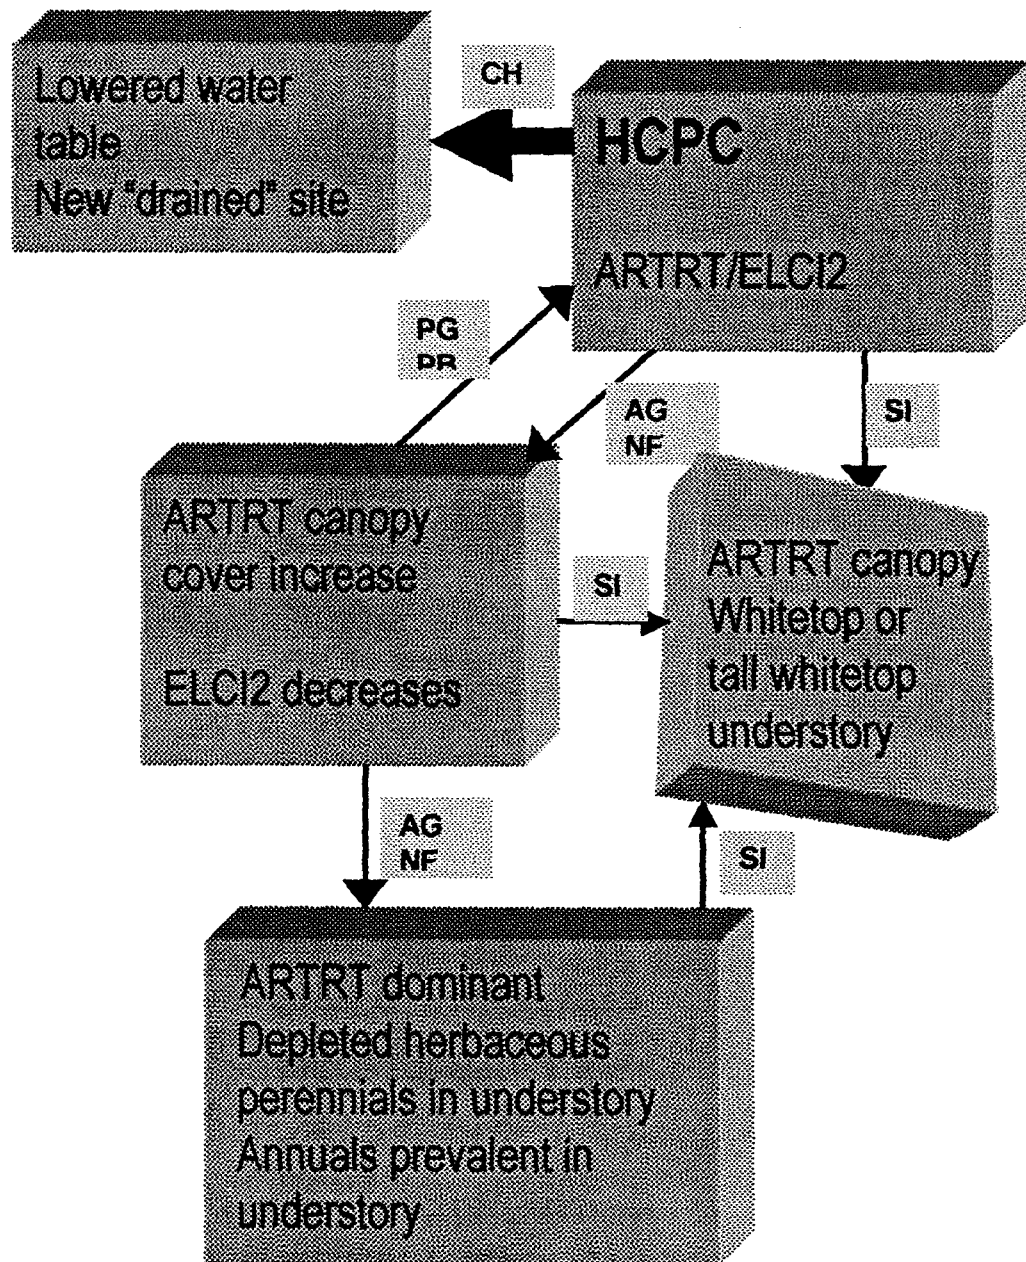 Lowered water
table
New "drained" site
CH
HCPC
ARTRT/ELCI2
PG
PR
AG
NF
SI
ARTRT canopy
cover increase
ELCI2 decreases
SI
ARTRT canopy
Whitetop or
tall whitetop
understory
AG
NF
SI
ARTRT dominant
Depleted herbaceous
perennials in understory
Annuals prevalent in
understory